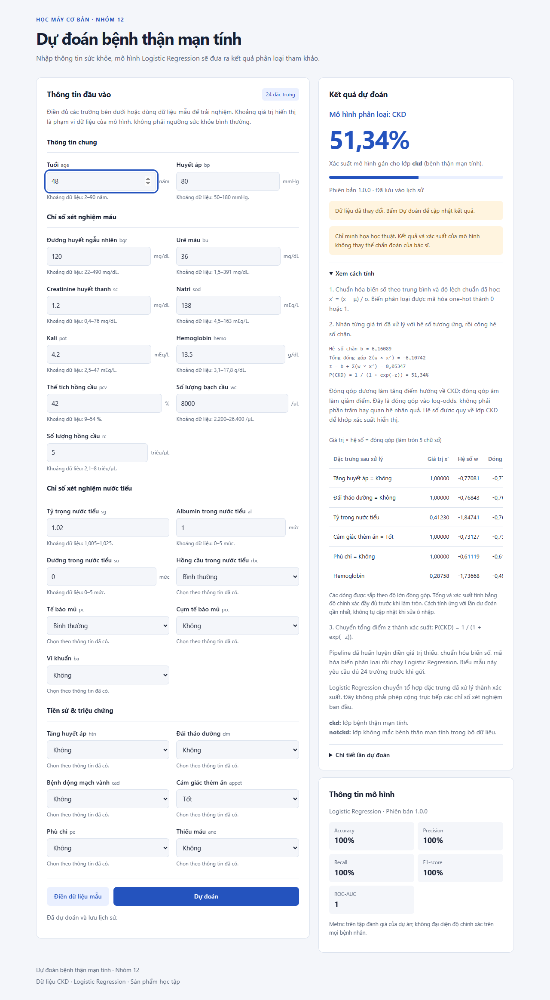 HỌC MÁY CƠ BẢN · NHÓM 12
Dự đoán bệnh thận mạn tính
Nhập thông tin sức khỏe, mô hình Logistic Regression sẽ đưa ra kết quả phân loại tham khảo.
Thông tin đầu vào
24 đặc trưng
Điền đủ các trường bên dưới hoặc dùng dữ liệu mẫu để trải nghiệm. Khoảng giá trị hiển thị
là phạm vi dữ liệu của mô hình, không phải ngưỡng sức khỏe bình thường.
Thông tin chung
Tuổi age
48
năm
Khoảng dữ liệu: 2–90 năm.
Huyết áp bp
80
mmHg
Khoảng dữ liệu: 50–180 mmHg.
Chỉ số xét nghiệm máu
Đường huyết ngẫu nhiên bgr
120
mg/dL
Khoảng dữ liệu: 22–490 mg/dL.
Urê máu bu
36
mg/dL
Khoảng dữ liệu: 1,5–391 mg/dL.
Creatinine huyết thanh sc
1.2
mg/dL
Khoảng dữ liệu: 0,4–76 mg/dL.
Natri sod
138
mEq/L
Khoảng dữ liệu: 4,5–163 mEq/L.
Kali pot
4.2
mEq/L
Khoảng dữ liệu: 2,5–47 mEq/L.
Hemoglobin hemo
13.5
g/dL
Khoảng dữ liệu: 3,1–17,8 g/dL.
Thể tích hồng cầu pcv
42
%
Khoảng dữ liệu: 9–54 %.
Số lượng bạch cầu wc
8000
/µL
Khoảng dữ liệu: 2.200–26.400 /µL.
Số lượng hồng cầu rc
5
triệu/µL
Khoảng dữ liệu: 2,1–8 triệu/µL.
Chỉ số xét nghiệm nước tiểu
Tỷ trọng nước tiểu sg
1.02
Khoảng dữ liệu: 1,005–1,025.
Albumin trong nước tiểu al
1
mức
Khoảng dữ liệu: 0–5 mức.
Đường trong nước tiểu su
0
mức
Khoảng dữ liệu: 0–5 mức.
Hồng cầu trong nước tiểu rbc
Bình thường
Chọn theo thông tin đã có.
Tế bào mủ pc
Bình thường
Chọn theo thông tin đã có.
Cụm tế bào mủ pcc
Không
Chọn theo thông tin đã có.
Vi khuẩn ba
Không
Chọn theo thông tin đã có.
Tiền sử & triệu chứng
Tăng huyết áp htn
Không
Chọn theo thông tin đã có.
Đái tháo đường dm
Không
Chọn theo thông tin đã có.
Bệnh động mạch vành cad
Không
Chọn theo thông tin đã có.
Cảm giác thèm ăn appet
Tốt
Chọn theo thông tin đã có.
Phù chi pe
Không
Chọn theo thông tin đã có.
Thiếu máu ane
Không
Chọn theo thông tin đã có.
Điền dữ liệu mẫu
Dự đoán
Đã dự đoán và lưu lịch sử.
Kết quả dự đoán
Mô hình phân loại: CKD
51,34%
Xác suất mô hình gán cho lớp ckd (bệnh thận mạn tính).
Phiên bản 1.0.0 · Đã lưu vào lịch sử
Dữ liệu đã thay đổi. Bấm Dự đoán để cập nhật kết quả.
Chỉ minh họa học thuật. Kết quả và xác suất của mô hình
không thay thế chẩn đoán của bác sĩ.
▼ Xem cách tính
1. Chuẩn hóa biến số theo trung bình và độ lệch chuẩn đã học:
x′ = (x − μ) / σ. Biến phân loại được mã hóa one-hot thành 0
hoặc 1.
2. Nhân từng giá trị đã xử lý với hệ số tương ứng, rồi cộng hệ
số chặn.
Hệ số chặn b = 6,16089
Tổng đóng góp Σ(w × x′) = -6,10742
z = b + Σ(w × x′) = 0,05347
P(CKD) = 1 / (1 + exp(−z)) = 51,34%
Đóng góp dương làm tăng điểm hướng về CKD; đóng góp âm
làm giảm điểm. Đây là đóng góp vào log-odds, không phải
phần trăm hay quan hệ nhân quả. Hệ số được quy về lớp CKD
để khớp xác suất hiển thị.
Giá trị × hệ số = đóng góp (làm tròn 5 chữ số)
Đặc trưng sau xử lý Giá trị x′ Hệ số w Đóng
Tăng huyết áp = Không 1,00000 -0,77081 -0,77
Đái tháo đường = Không 1,00000 -0,76843 -0,76
Tỷ trọng nước tiểu 0,41230 -1,84741 -0,76
Cảm giác thèm ăn = Tốt 1,00000 -0,73127 -0,73
Phù chi = Không 1,00000 -0,61119 -0,61
Hemoglobin 0,28758 -1,73668 -0,49
Các dòng được sắp theo độ lớn đóng góp. Tổng và xác suất tính bằng
độ chính xác đầy đủ trước khi làm tròn. Cách tính ứng với lần dự đoán
gần nhất, không tự cập nhật khi sửa ô nhập.
3. Chuyển tổng điểm z thành xác suất: P(CKD) = 1 / (1 +
exp(−z)).
Pipeline đã huấn luyện điền giá trị thiếu, chuẩn hóa biến số, mã
hóa biến phân loại rồi chạy Logistic Regression. Biểu mẫu này
yêu cầu đủ 24 trường trước khi gửi.
Logistic Regression chuyển tổ hợp đặc trưng đã xử lý thành xác
suất. Đây không phải phép cộng trực tiếp các chỉ số xét nghiệm
ban đầu.
ckd: lớp bệnh thận mạn tính.
notckd: lớp không mắc bệnh thận mạn tính trong bộ dữ liệu.
▶ Chi tiết lần dự đoán
Thông tin mô hình
Logistic Regression · Phiên bản 1.0.0
Accuracy
100%
Precision
100%
Recall
100%
F1-score
100%
ROC-AUC
1
Metric trên tập đánh giá của dự án; không đại diện độ chính xác trên
mọi bệnh nhân.
Dự đoán bệnh thận mạn tính · Nhóm 12
Dữ liệu CKD · Logistic Regression · Sản phẩm học tập